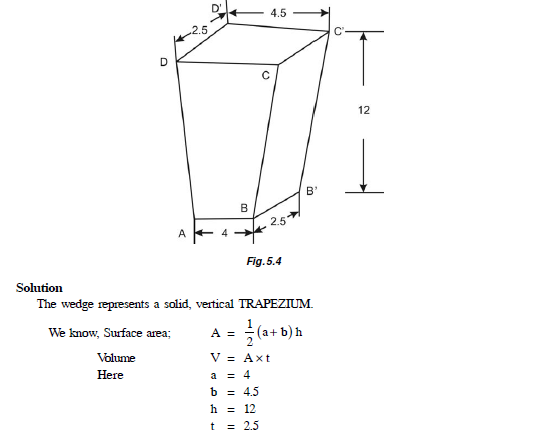 D' 4.5
2.5 C'
D
C
12
B'
B
2.5
A 4
Fig. 5.4
Solution
The wedge represents a solid, vertical TRAPEZIUM.
We know, Surface area; A = 1/2 (a + b) h
Volume V = A x t
Here a = 4
b = 4.5
h = 12
t = 2.5